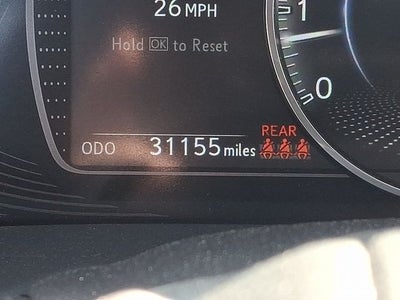 26 MPH
1
Hold OK to Reset
0
REAR
ODO 31155 miles